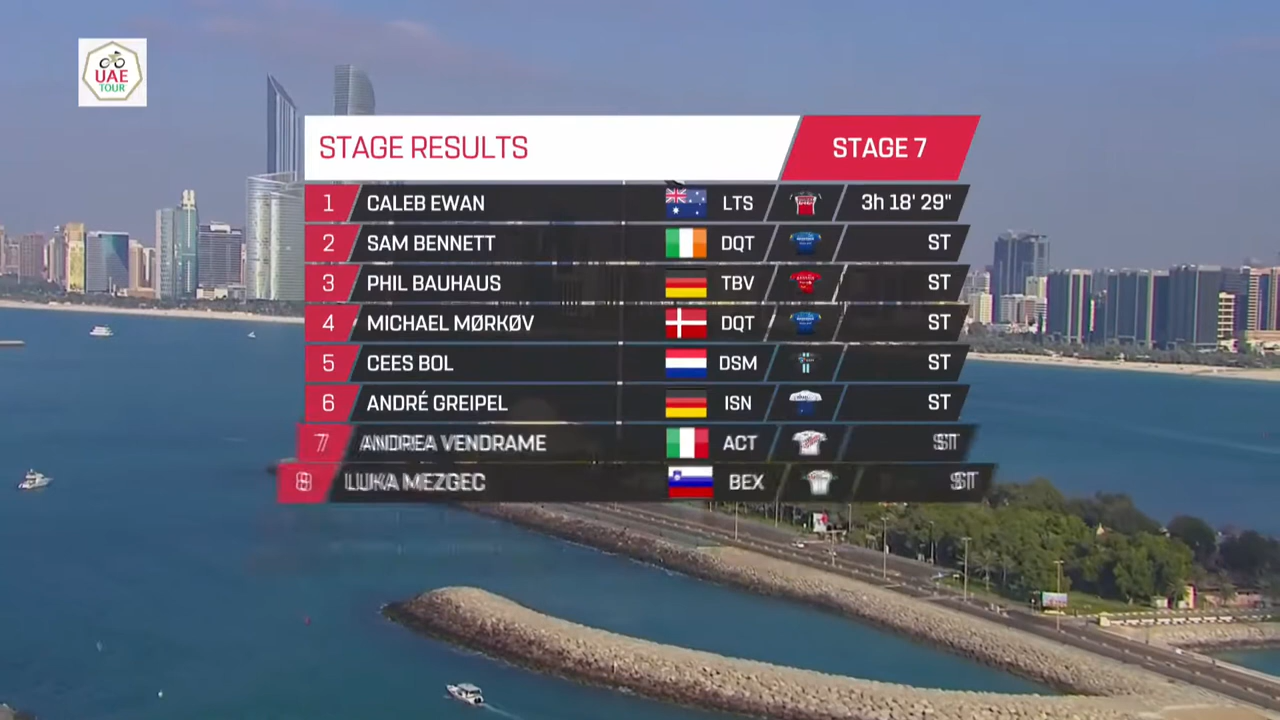 UAE
TOUR
STAGE RESULTS STAGE 7
1 CALEB EWAN LTS 3h 18' 29"
2 SAM BENNETT DQT ST
3 PHIL BAUHAUS TBV ST
4 MICHAEL MØRKØV DQT ST
5 CEES BOL DSM ST
6 ANDRÉ GREIPEL ISN ST
7 ANDREA VENDRAME ACT ST
8 LUKA MEZGEC BEX ST